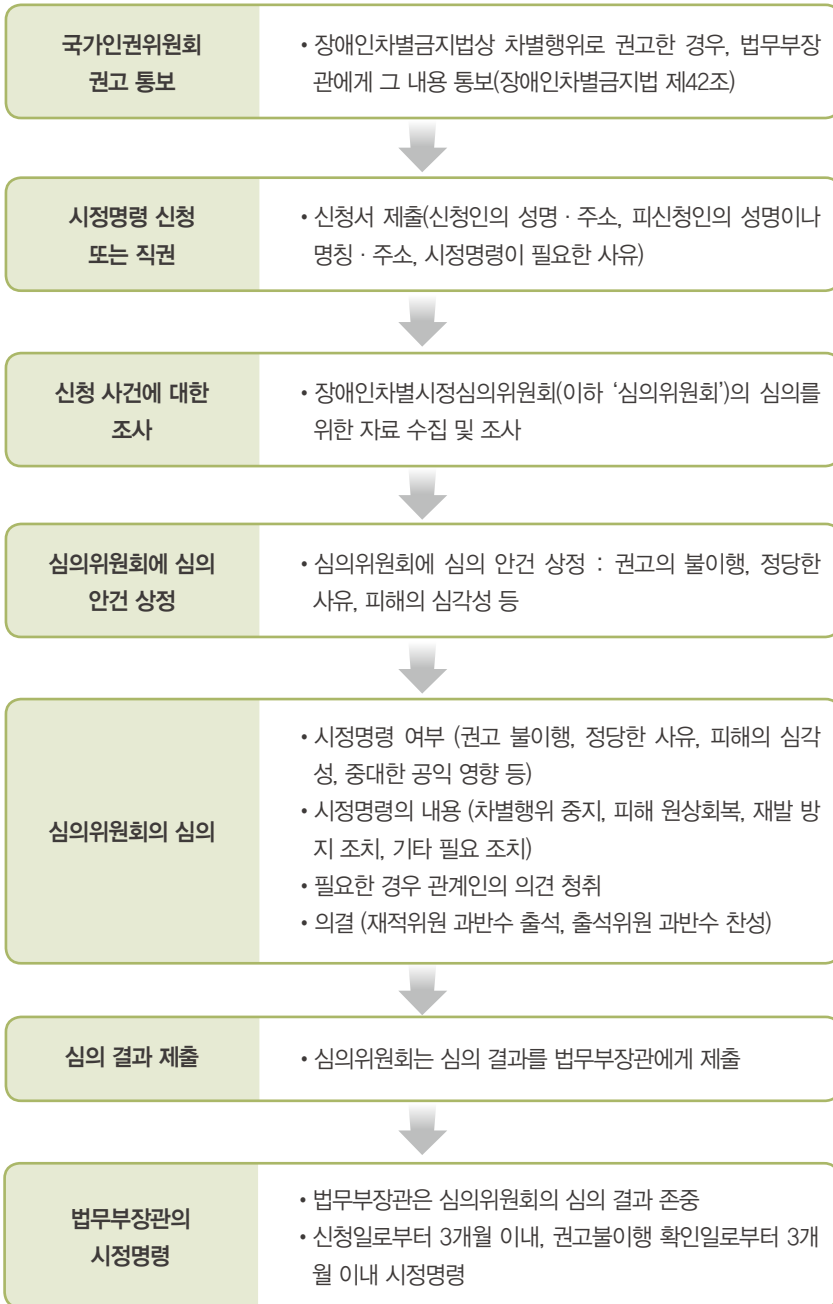 국가인권위원회
권고 통보
• 장애인차별금지법상 차별행위로 권고한 경우, 법무부장
관에게 그 내용 통보(장애인차별금지법 제42조)
시정명령 신청
또는 직권
• 신청서 제출(신청인의 성명 · 주소, 피신청인의 성명이나
명칭 · 주소, 시정명령이 필요한 사유)
신청 사건에 대한
조사
• 장애인차별시정심의위원회(이하 ‘심의위원회’)의 심의를
위한 자료 수집 및 조사
심의위원회에 심의
안건 상정
• 심의위원회에 심의 안건 상정 : 권고의 불이행, 정당한
사유, 피해의 심각성 등
심의위원회의 심의
• 시정명령 여부 (권고 불이행, 정당한 사유, 피해의 심각
성, 중대한 공익 영향 등)
• 시정명령의 내용 (차별행위 중지, 피해 원상회복, 재발 방
지 조치, 기타 필요 조치)
• 필요한 경우 관계인의 의견 청취
• 의결 (재적위원 과반수 출석, 출석위원 과반수 찬성)
심의 결과 제출
• 심의위원회는 심의 결과를 법무부장관에게 제출
법무부장관의
시정명령
• 법무부장관은 심의위원회의 심의 결과 존중
• 신청일로부터 3개월 이내, 권고불이행 확인일로부터 3개
월 이내 시정명령